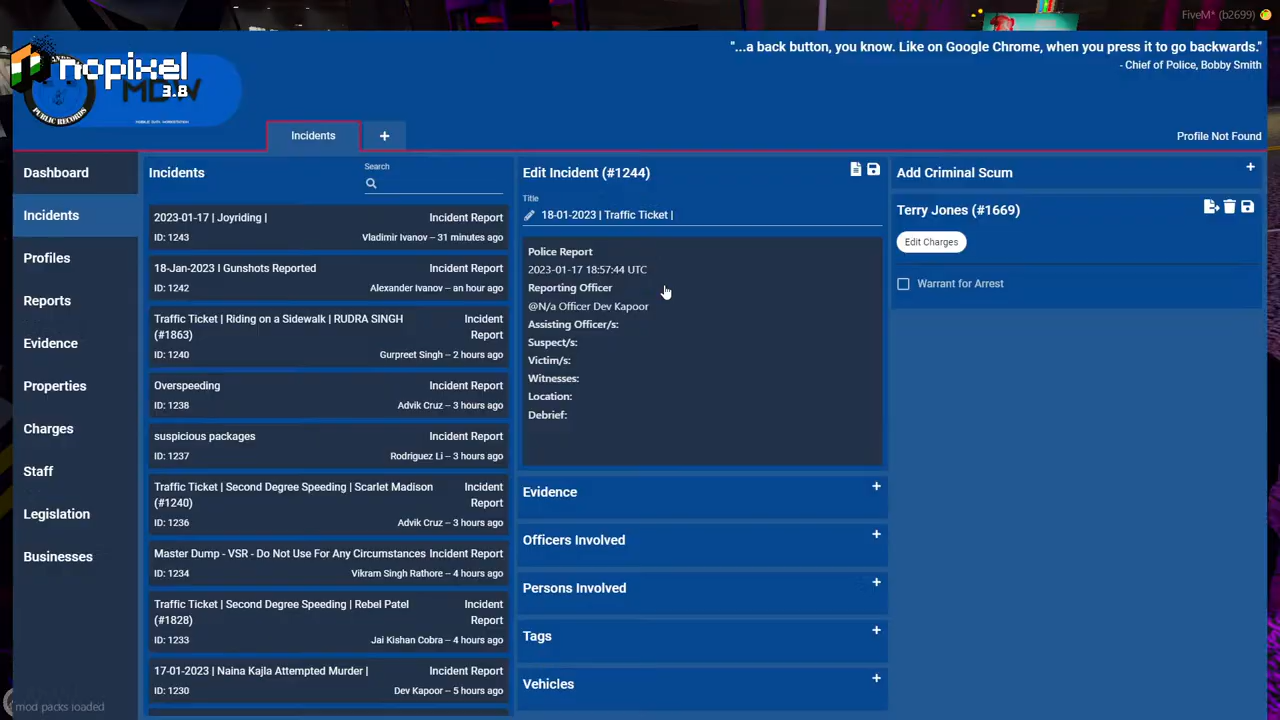 FiveM* (b2699)
"...a back button, you know. Like on Google Chrome, when you press it to go backwards."
- Chief of Police, Bobby Smith
nopixel
3.8
MDW
PUBLIC RECORDS
MOBILE DATA WORKSTATION
Incidents
+
Profile Not Found
Dashboard
Incidents
Profiles
Reports
Evidence
Properties
Charges
Staff
Legislation
Businesses
Incidents
Search
2023-01-17 | Joyriding |
Incident Report
ID: 1243
Vladimir Ivanov – 31 minutes ago
18-Jan-2023 I Gunshots Reported
Incident Report
ID: 1242
Alexander Ivanov – an hour ago
Traffic Ticket | Riding on a Sidewalk | RUDRA SINGH
(#1863)
Incident
Report
ID: 1240
Gurpreet Singh – 2 hours ago
Overspeeding
Incident Report
ID: 1238
Advik Cruz – 3 hours ago
suspicious packages
Incident Report
ID: 1237
Rodriguez Li – 3 hours ago
Traffic Ticket | Second Degree Speeding | Scarlet Madison
(#1240)
Incident
Report
ID: 1236
Advik Cruz – 3 hours ago
Master Dump - VSR - Do Not Use For Any Circumstances
Incident Report
ID: 1234
Vikram Singh Rathore – 4 hours ago
Traffic Ticket | Second Degree Speeding | Rebel Patel
(#1828)
Incident
Report
ID: 1233
Jai Kishan Cobra – 4 hours ago
17-01-2023 | Naina Kajla Attempted Murder |
Incident Report
ID: 1230
Dev Kapoor – 5 hours ago
Edit Incident (#1244)
Title
18-01-2023 | Traffic Ticket |
Police Report
2023-01-17 18:57:44 UTC
Reporting Officer
@N/a Officer Dev Kapoor
Assisting Officer/s:
Suspect/s:
Victim/s:
Witnesses:
Location:
Debrief:
Evidence
+
Officers Involved
+
Persons Involved
+
Tags
+
Vehicles
+
Add Criminal Scum
+
Terry Jones (#1669)
Edit Charges
Warrant for Arrest
mod packs loaded